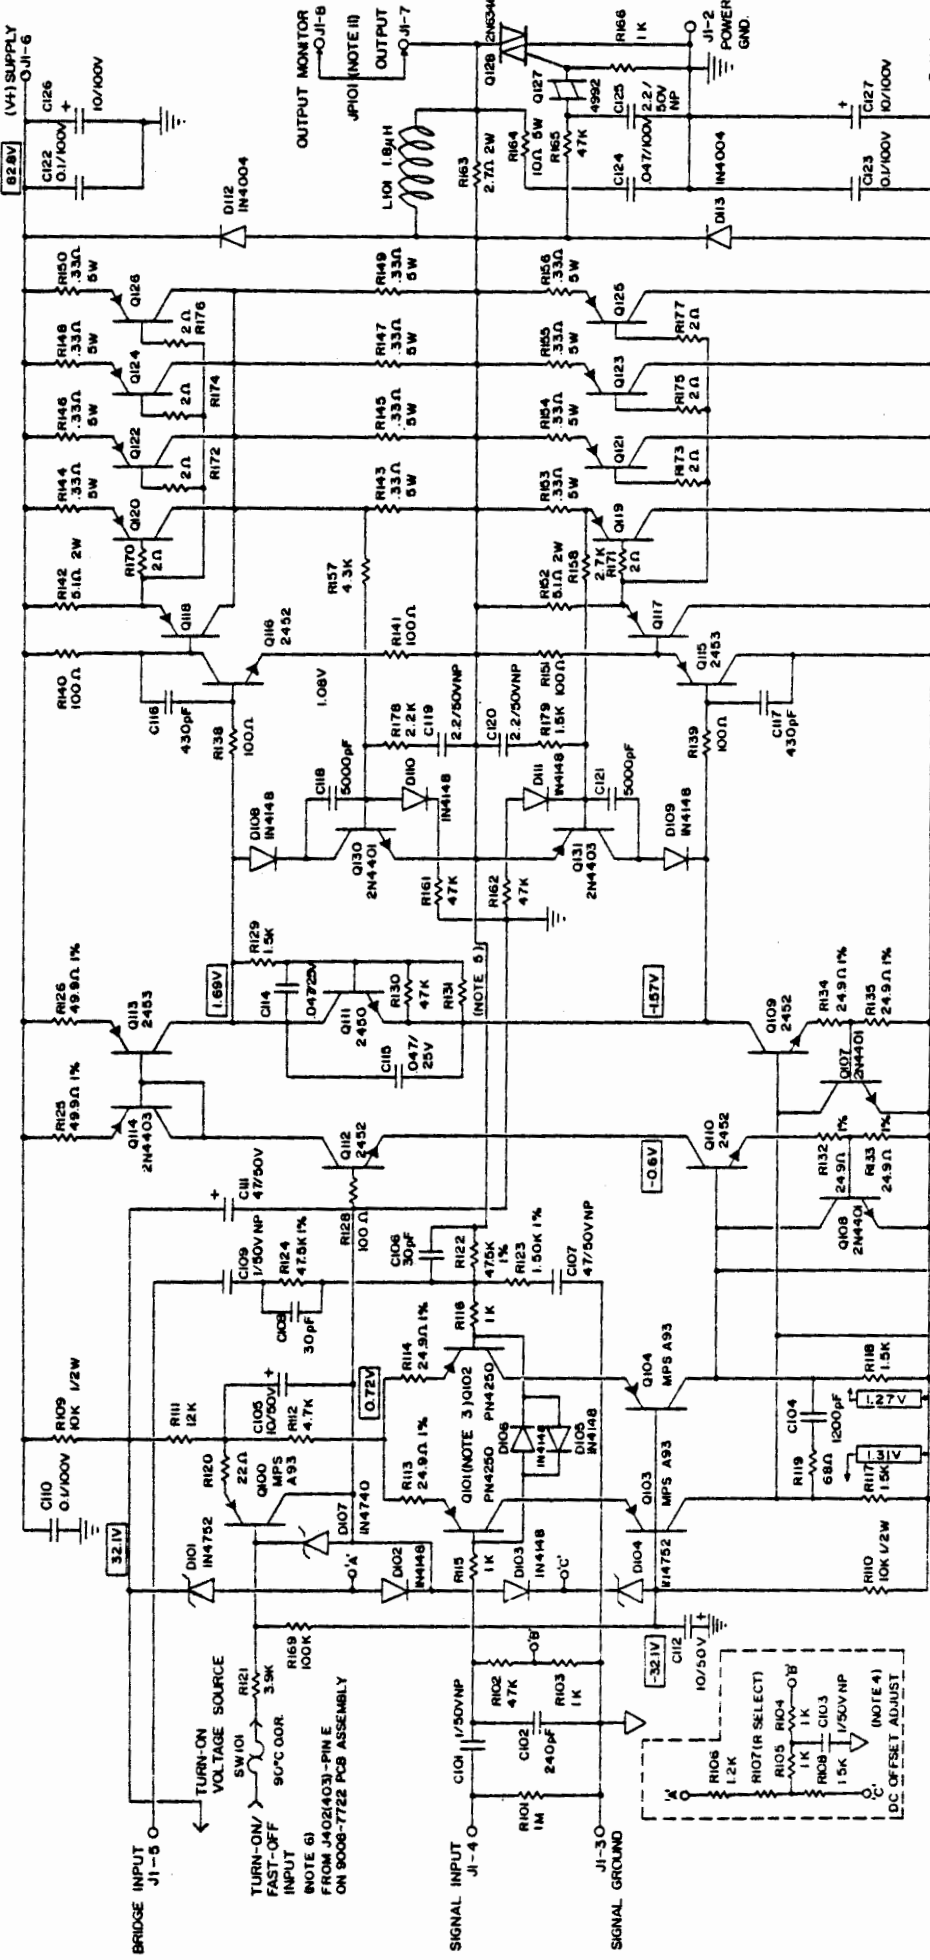 (V+) SUPPLY
J1-6
82.8V
C122
0.1/100V
C126
10/100V
OUTPUT MONITOR
J1-8
JP101 (NOTE 11)
OUTPUT
J1-7
Q128
R166
1K
J1-2
POWER
GND.
Q127
4992
C125
2.2/
50V
NP
L101 1.8µH
R163
2.7Ω 2W
R164
10Ω 5W
R165
47K
C124
.047/100V
C127
10/100V
C123
0.1/100V
D112
1N4004
D113
1N4004
R150
.33Ω
5W
R148
.33Ω
5W
R146
.33Ω
5W
R144
.33Ω
5W
R142
5.1Ω 2W
R140
100Ω
Q126
Q124
Q122
Q120
Q118
Q116
2452
2Ω
R176
2Ω
R174
2Ω
R172
R170
2Ω
C116
430pF
R138
100Ω
R149
.33Ω
5W
R147
.33Ω
5W
R145
.33Ω
5W
R143
.33Ω
5W
R157
4.3K
R141
100Ω
1.08V
R156
.33Ω
5W
R155
.33Ω
5W
R154
.33Ω
5W
R153
.33Ω
5W
R158
2.7K
R152
5.1Ω 2W
R151
100Ω
Q125
Q123
Q121
Q119
Q117
Q115
2453
R177
2Ω
R175
2Ω
R173
2Ω
R171
2Ω
C117
430pF
R139
100Ω
R178
2.2K
C119
2.2/50VNP
C120
2.2/50VNP
R179
1.5K
C118
5000pF
D110
1N4148
D111
1N4148
C121
5000pF
D108
1N4148
Q130
2N4401
Q131
2N4403
D109
1N4148
R161
47K
R162
47K
R126
49.9Ω 1%
R125
49.9Ω 1%
Q113
2453
Q114
2N4403
1.69V
R129
1.5K
C114
.047/25V
Q111
2450
R130
47K
R131
(NOTE 5)
C115
.047/
25V
-1.57V
Q109
2452
R134
24.9Ω 1%
R135
24.9Ω 1%
Q107
2N4401
Q112
2452
R128
100Ω
-0.6V
Q110
2452
R132
24.9Ω 1%
R133
24.9Ω 1%
Q108
2N4401
C111
47/50V
C109
1/50V NP
R124
47.5K 1%
C108
30pF
C106
30pF
R122
47.5K
1%
R123
1.50K 1%
C107
47/50VNP
C110
0.1/100V
R109
10K 1/2W
R111
12K
C105
10/50V
R112
4.7K
R120
22Ω
Q100
MPS
A93
0.72V
R114
24.9Ω 1%
R113
24.9Ω 1%
R116
1K
Q101 (NOTE 3) Q102
PN4250
PN4250
D106
1N4148
D105
1N4148
Q104
MPS A93
Q103
MPS A93
C104
1200pF
R119
68Ω
R118
1.5K
1.27V
1.31V
R117
1.5K
32.1V
D101
1N4752
D107
1N4740
'A'
D102
1N4148
R115
1K
D103
1N4148
'C'
D104
1N4752
R110
10K 1/2W
BRIDGE INPUT
J1-5
TURN-ON
VOLTAGE SOURCE
TURN-ON/
FAST-OFF
INPUT
(NOTE 6)
FROM J402(403)-PIN E
ON 9008-7722 PCB ASSEMBLY
SW101
90°C O.O.R.
R121
3.9K
R169
100K
SIGNAL INPUT
J1-4
C101
1/50VNP
R101
1M
C102
240pF
R102
47K
'B'
R103
1K
J1-3
SIGNAL GROUND
-32.1V
C112
10/50V
'A'
R106
1.2K
R107 (R SELECT)
R105
1K
R104
1K
'B'
R108
15K
C103
1/50V NP
'C'
(NOTE 4)
DC OFFSET ADJUST